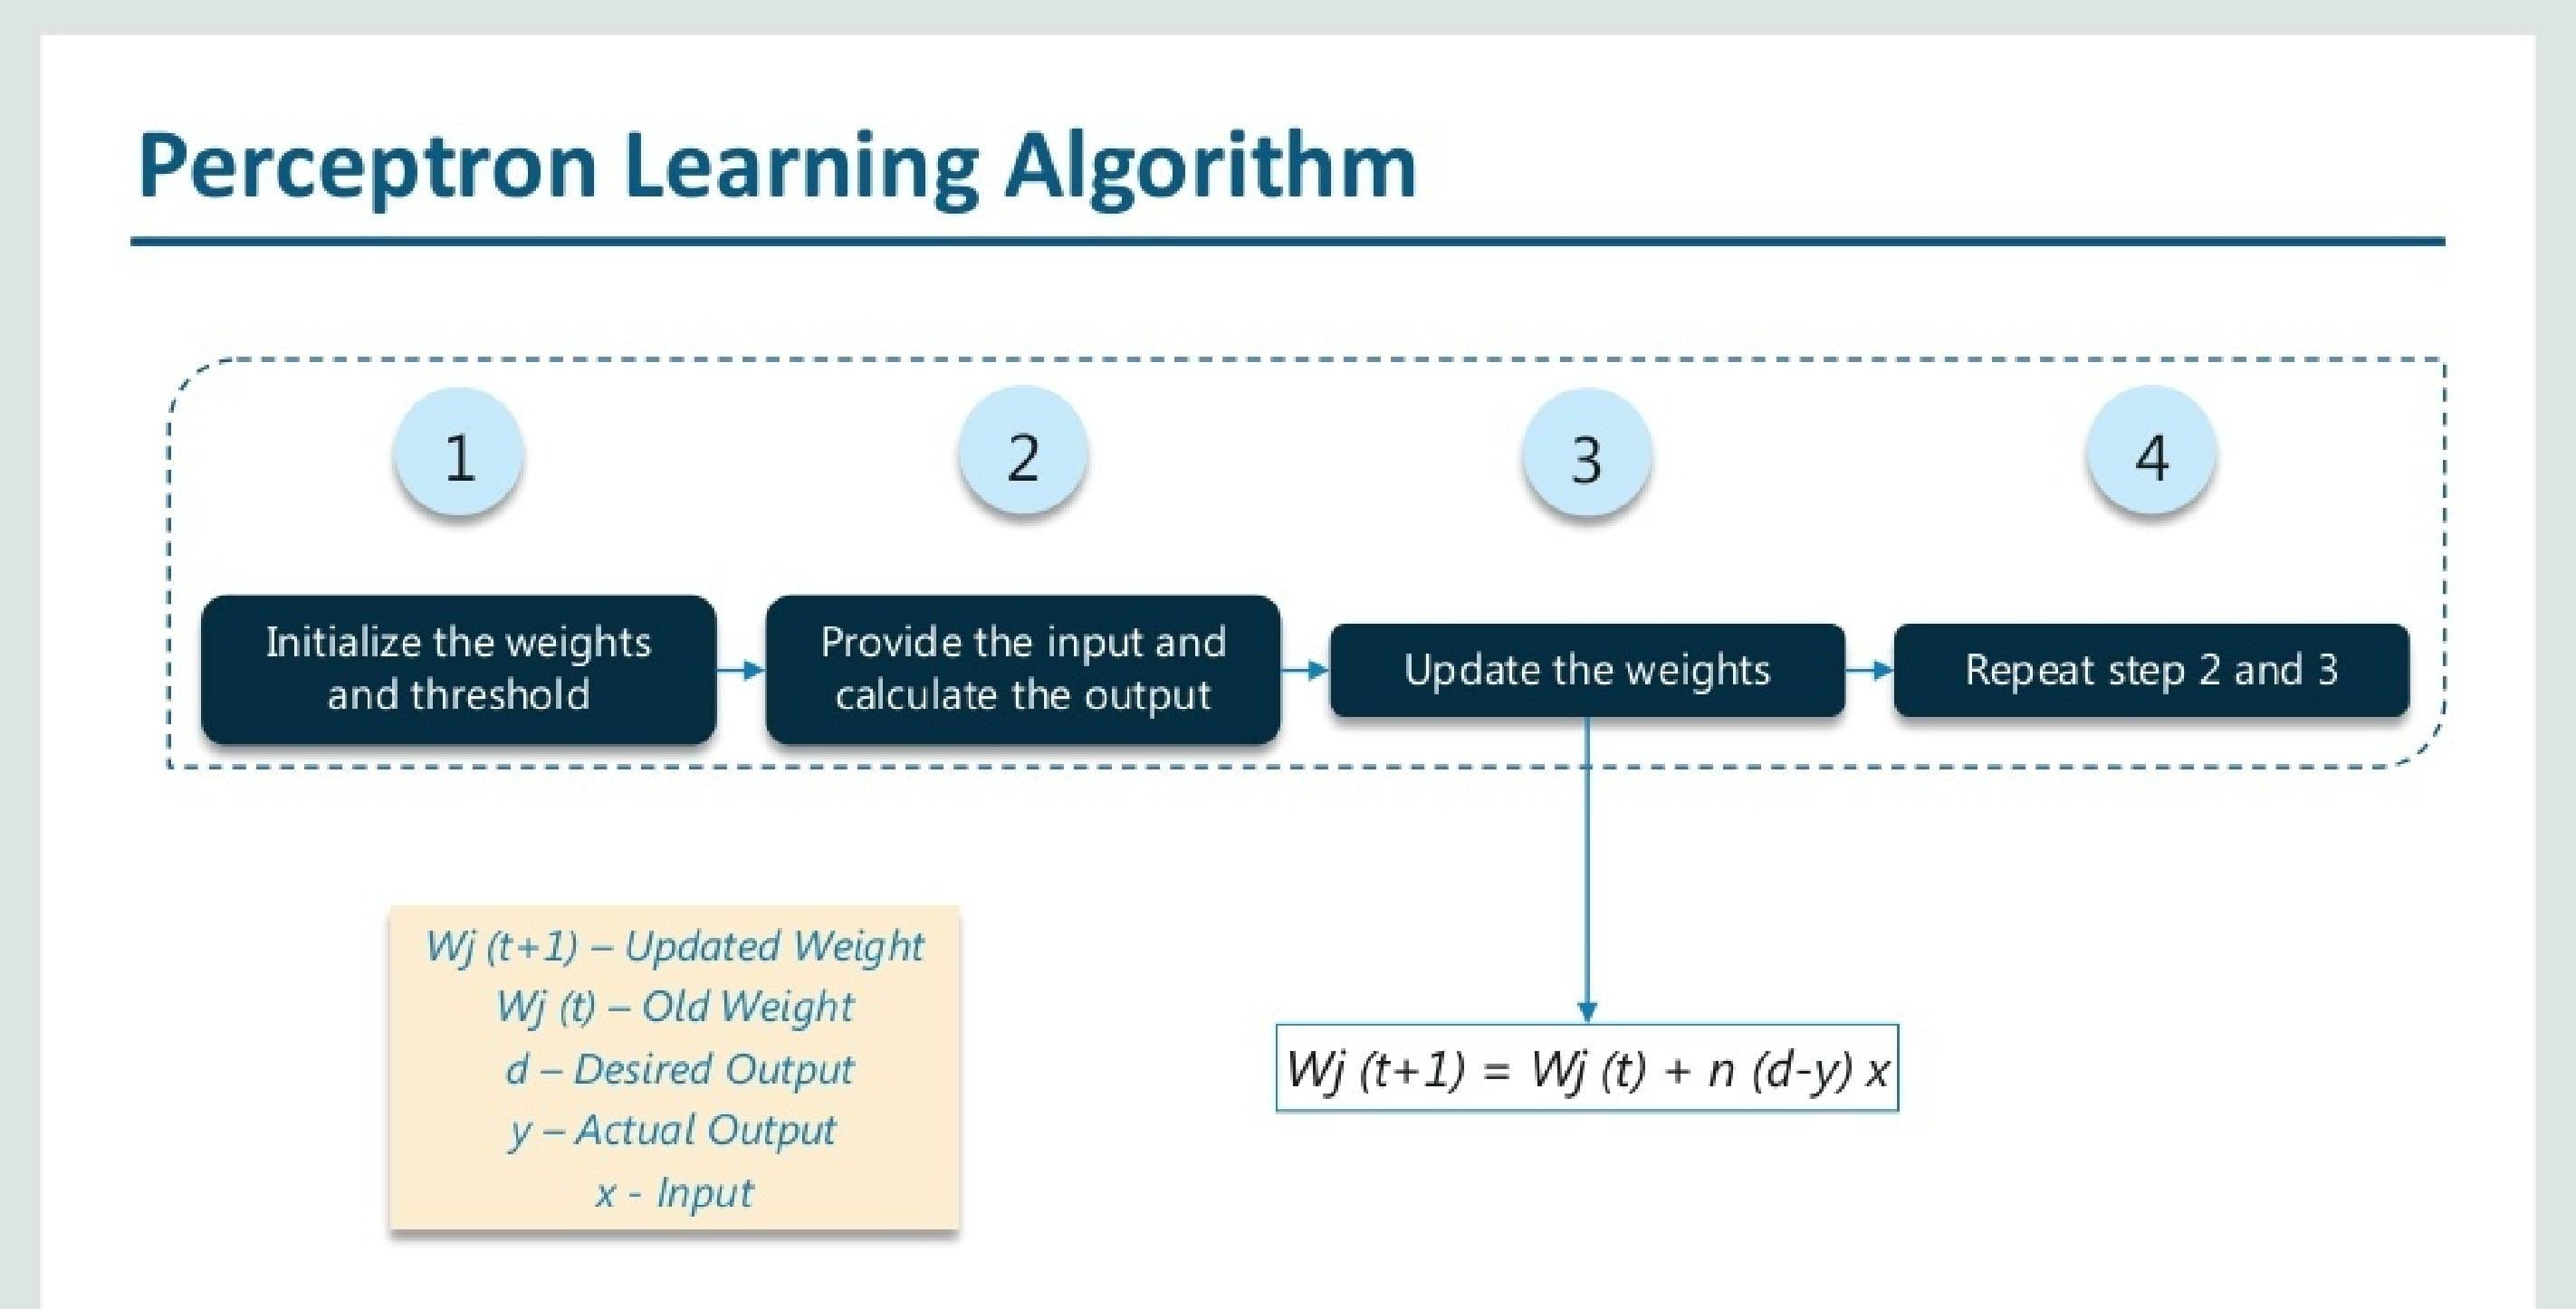 Perceptron Learning Algorithm
1
2
3
4
Initialize the weights
and threshold
Provide the input and
calculate the output
Update the weights
Repeat step 2 and 3
Wj (t+1) – Updated Weight
Wj (t) – Old Weight
d – Desired Output
y – Actual Output
x - Input
Wj (t+1) = Wj (t) + n (d-y) x